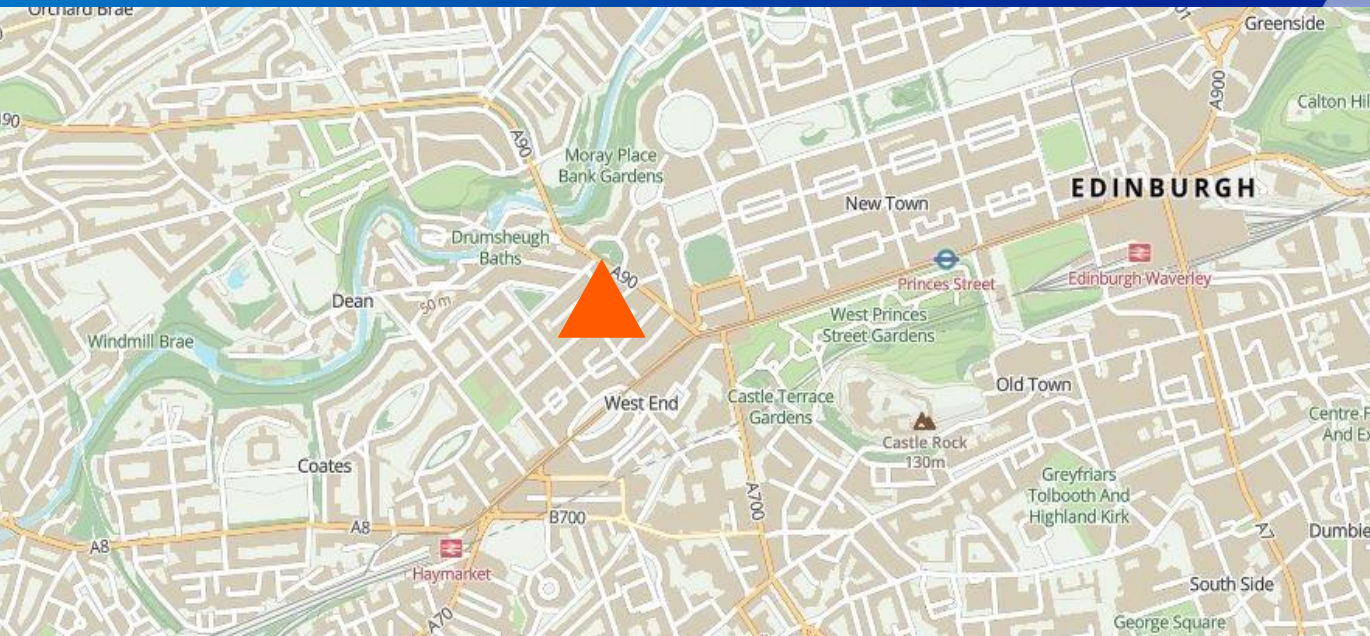 Orchard Brae
Greenside
A900
Calton Hil
A90
Moray Place
Bank Gardens
EDINBURGH
New Town
Drumsheugh
Baths
Princes Street
Edinburgh Waverley
A90
Dean
50 m
Windmill Brae
West Princes
Street Gardens
Old Town
West End
Castle Terrace
Gardens
Castle Rock
130m
Centre F
And Ex
Coates
Greyfriars
Tolbooth And
Highland Kirk
A700
A8
B700
A7
Dumbie
A8
Haymarket
South Side
A70
George Square